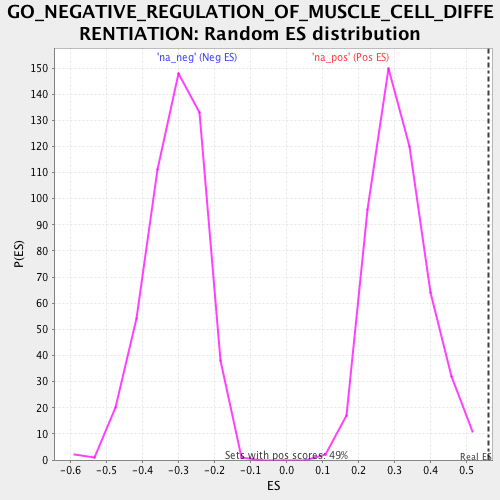 GO_NEGATIVE_REGULATION_OF_MUSCLE_CELL_DIFFE
RENTIATION: Random ES distribution
'na_neg' (Neg ES) 'na_pos' (Pos ES)
150
140
130
120
110
100
90
80
70
60
50
40
30
20
10
0
P(ES)
Sets with pos scores: 49%
Real ES
-0.6 -0.5 -0.4 -0.3 -0.2 -0.1 0.0 0.1 0.2 0.3 0.4 0.5
ES